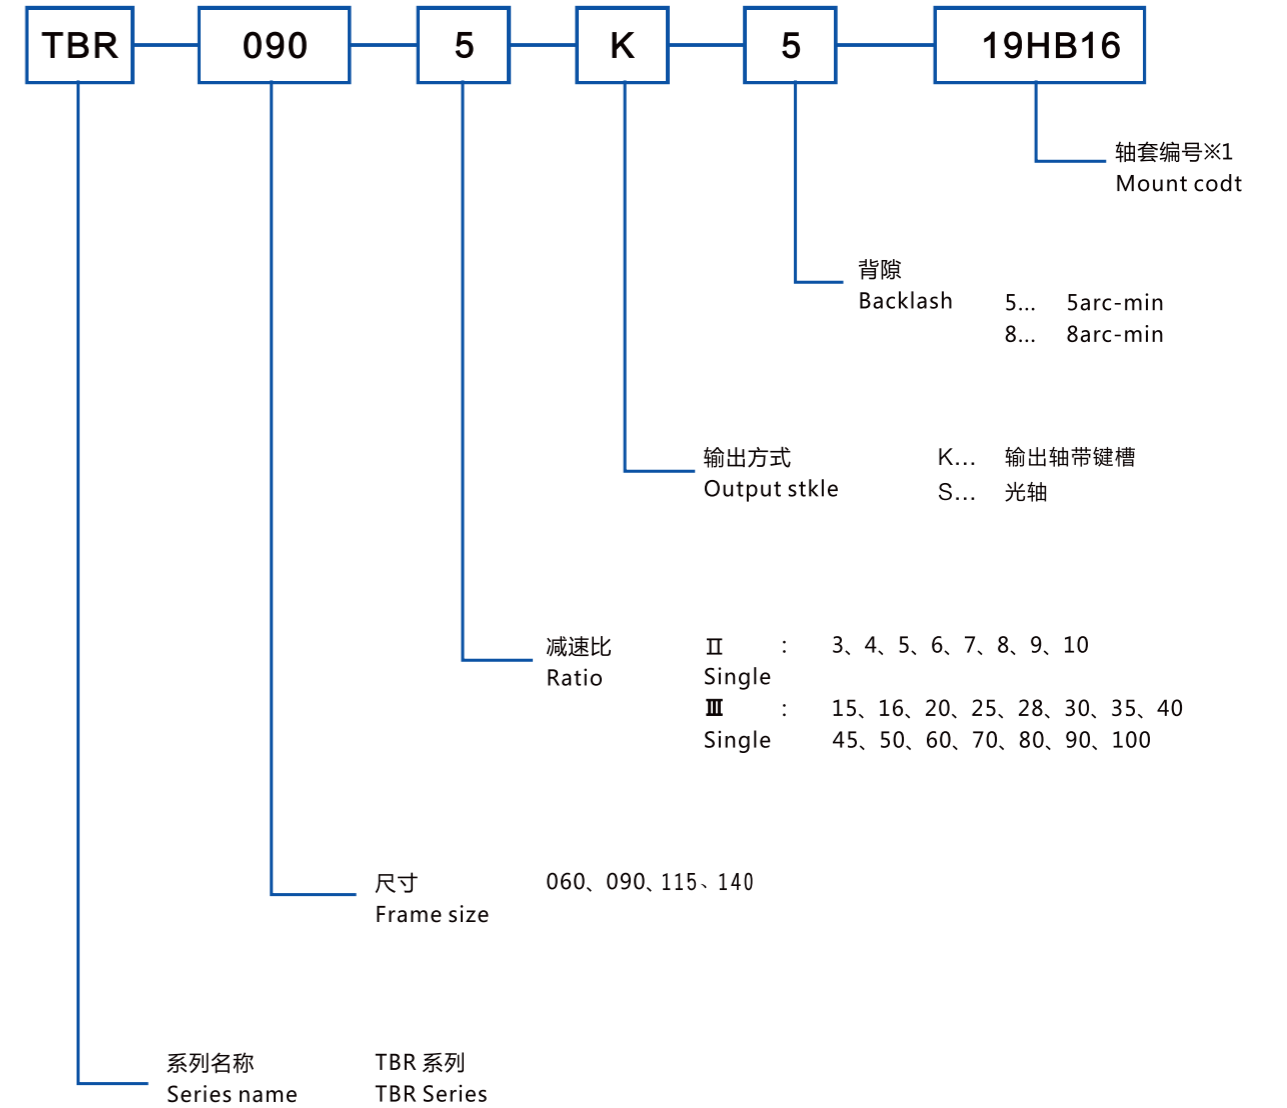 TBR 090 5 K 5 19HB16
轴套编号※1
Mount codt
背隙
Backlash 5... 5arc-min
8... 8arc-min
输出方式 K... 输出轴带键槽
Output stkle S... 光轴
减速比 Ⅱ : 3、4、5、6、7、8、9、10
Ratio Single
Ⅲ : 15、16、20、25、28、30、35、40
Single 45、50、60、70、80、90、100
尺寸 060、090、115、140
Frame size
系列名称 TBR 系列
Series name TBR Series